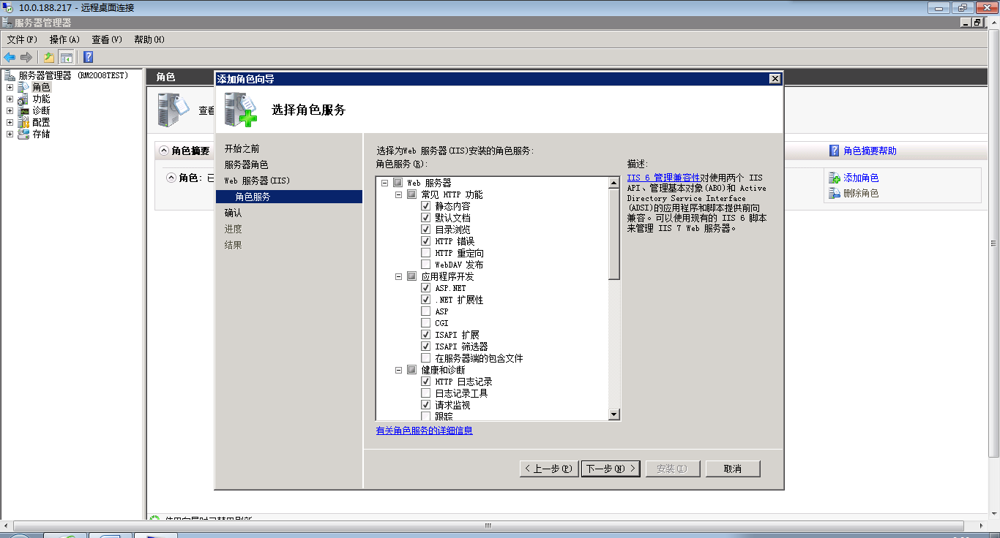 10.0.188.217 - 远程桌面连接
服务器管理器
文件(F) 操作(A) 查看(V) 帮助(H)
服务器管理器 (RM2008TEST)
角色
功能
诊断
配置
存储
角色
查看
角色摘要
角色摘要帮助
角色: 已
添加角色
删除角色
添加角色向导
选择角色服务
开始之前
服务器角色
Web 服务器(IIS)
角色服务
确认
进度
结果
选择为Web 服务器(IIS)安装的角色服务:
角色服务(R):
Web 服务器
常见 HTTP 功能
静态内容
默认文档
目录浏览
HTTP 错误
HTTP 重定向
WebDAV 发布
应用程序开发
ASP.NET
.NET 扩展性
ASP
CGI
ISAPI 扩展
ISAPI 筛选器
在服务器端的包含文件
健康和诊断
HTTP 日志记录
日志记录工具
请求监视
跟踪
描述:
IIS 6 管理兼容性对使用两个 IIS
API、管理基本对象(ABO)和 Active
Directory Service Interface
(ADSI)的应用程序和脚本提供前向
兼容。可以使用现有的 IIS 6 脚本
来管理 IIS 7 Web 服务器。
有关角色服务的详细信息
< 上一步(P) 下一步(N) > 安装(I) 取消
使用向导时已禁用刷新